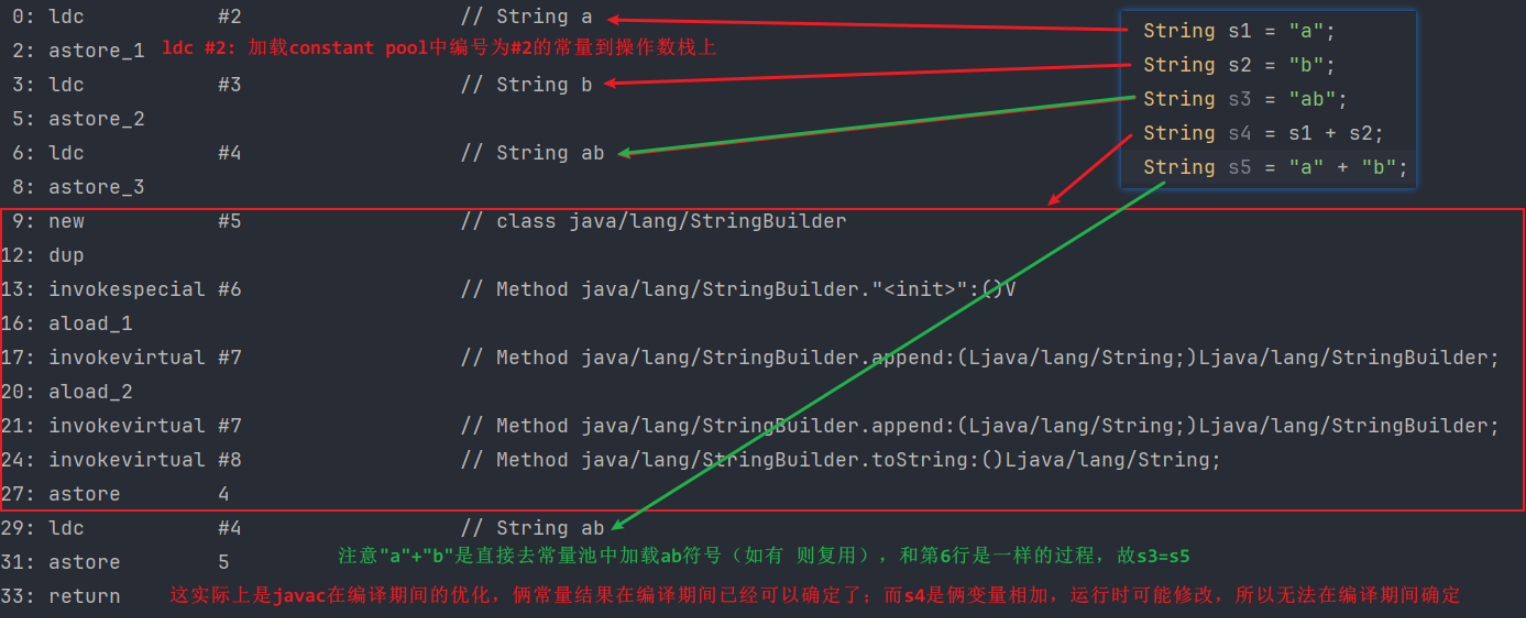 0: ldc #2 // String a
2: astore_1 ldc #2: 加载constant pool中编号为#2的常量到操作数栈上
3: ldc #3 // String b
5: astore_2
6: ldc #4 // String ab
8: astore_3
9: new #5 // class java/lang/StringBuilder
12: dup
13: invokespecial #6 // Method java/lang/StringBuilder."<init>":()V
16: aload_1
17: invokevirtual #7 // Method java/lang/StringBuilder.append:(Ljava/lang/String;)Ljava/lang/StringBuilder;
20: aload_2
21: invokevirtual #7 // Method java/lang/StringBuilder.append:(Ljava/lang/String;)Ljava/lang/StringBuilder;
24: invokevirtual #8 // Method java/lang/StringBuilder.toString:()Ljava/lang/String;
27: astore 4
29: ldc #4 // String ab
31: astore 5 注意"a"+"b"是直接去常量池中加载ab符号（如有 则复用），和第6行是一样的过程，故s3=s5
33: return 这实际上是javac在编译期间的优化，俩常量结果在编译期间已经可以确定了；而s4是俩变量相加，运行时可能修改，所以无法在编译期间确定
String s1 = "a";
String s2 = "b";
String s3 = "ab";
String s4 = s1 + s2;
String s5 = "a" + "b";